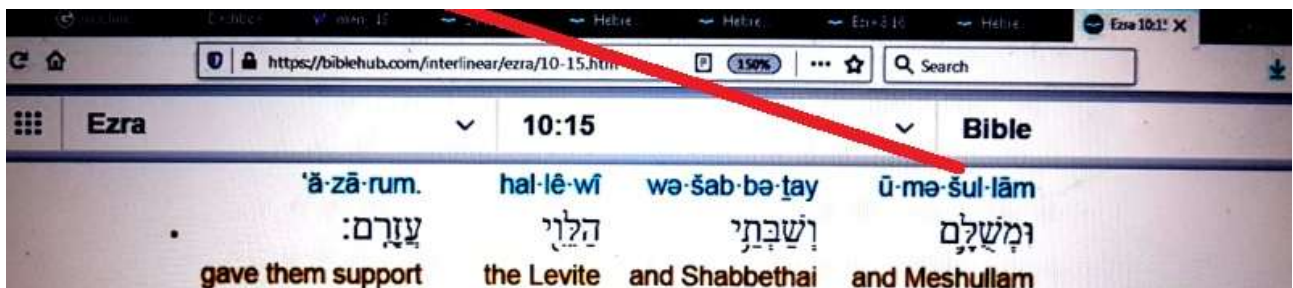 Ezra 10:1
https://biblehub.com/interlinear/ezra/10-15.htm 150% ... Search
Ezra 10:15 Bible
'ă·zā·rum. hal·lê·wî wə·šab·bə·ṯay ū·mə·šul·lām
וּמְשֻׁלָּ֛ם וְשַׁבְּתַ֥י הַלֵּוִ֖י עֲזָרֻֽם׃
gave them support the Levite and Shabbethai and Meshullam